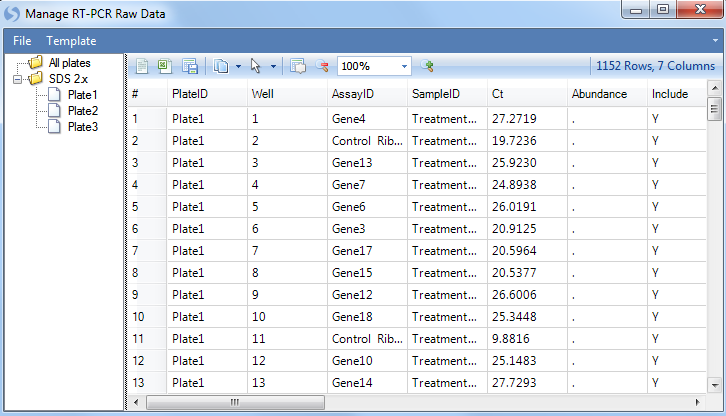 Manage RT-PCR Raw Data
File Template
All plates
SDS 2.x
Plate1
Plate2
Plate3
100%
1152 Rows, 7 Columns
# PlateID Well AssayID SampleID Ct Abundance Include
1 Plate1 1 Gene4 Treatment... 27.2719 . Y
2 Plate1 2 Control Rib... Treatment... 19.7236 . Y
3 Plate1 3 Gene13 Treatment... 25.9230 . Y
4 Plate1 4 Gene7 Treatment... 24.8938 . Y
5 Plate1 5 Gene6 Treatment... 26.0191 . Y
6 Plate1 6 Gene3 Treatment... 20.9125 . Y
7 Plate1 7 Gene17 Treatment... 20.5964 . Y
8 Plate1 8 Gene15 Treatment... 20.5377 . Y
9 Plate1 9 Gene12 Treatment... 26.6006 . Y
10 Plate1 10 Gene18 Treatment... 25.3448 . Y
11 Plate1 11 Control Rib... Treatment... 9.8816 . Y
12 Plate1 12 Gene10 Treatment... 25.1483 . Y
13 Plate1 13 Gene14 Treatment... 27.7293 . Y